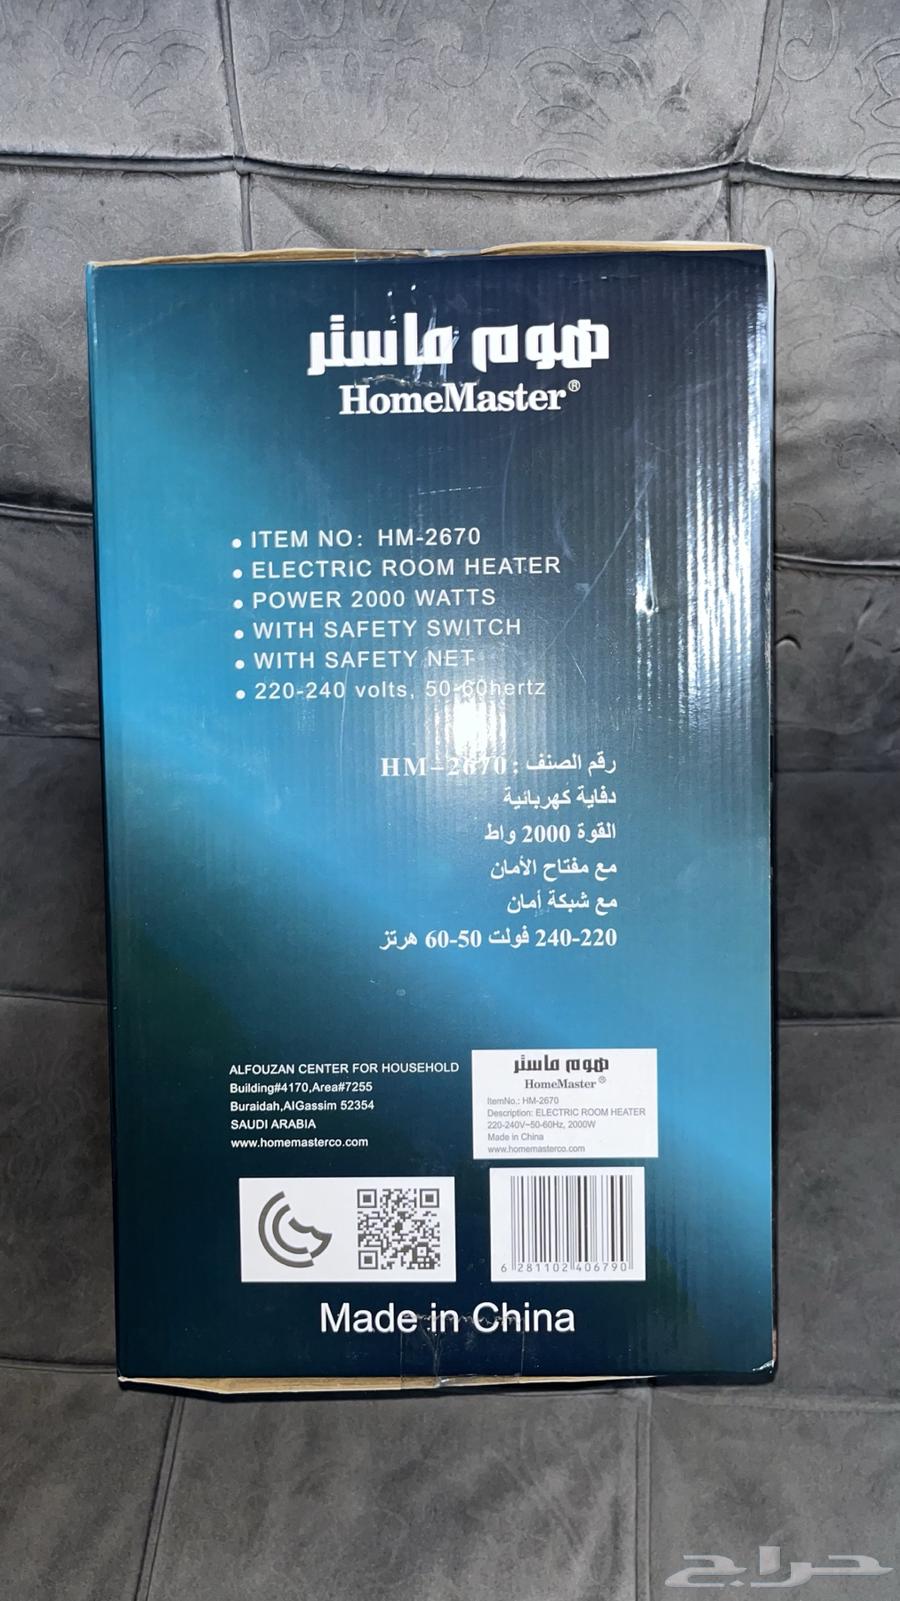 هوم ماستر
HomeMaster®
• ITEM NO: HM-2670
• ELECTRIC ROOM HEATER
• POWER 2000 WATTS
• WITH SAFETY SWITCH
• WITH SAFETY NET
• 220-240 volts, 50-60hertz
رقم الصنف : HM-2670
دفاية كهربائية
القوة 2000 واط
مع مفتاح الأمان
مع شبكة أمان
220-240 فولت 50-60 هرتز
ALFOUZAN CENTER FOR HOUSEHOLD
Building#4170,Area#7255
Buraidah,AlGassim 52354
SAUDI ARABIA
www.homemasterco.com
هوم ماستر
HomeMaster®
ItemNo.: HM-2670
Description: ELECTRIC ROOM HEATER
220-240V~50-60Hz, 2000W
Made in China
www.homemasterco.com
6 281102 406790
Made in China
حراج